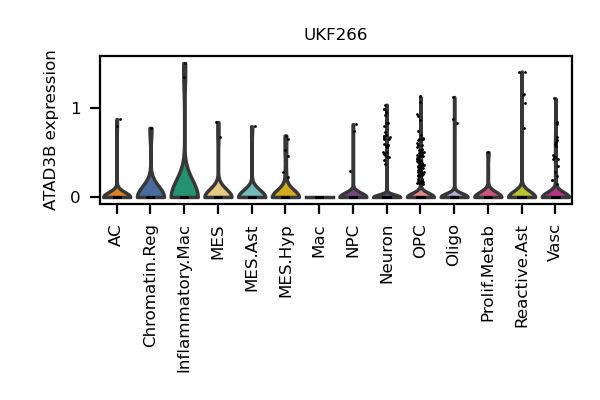 UKF266
ATAD3B expression
1
0
AC
Chromatin.Reg
Inflammatory.Mac
MES
MES.Ast
MES.Hyp
Mac
NPC
Neuron
OPC
Oligo
Prolif.Metab
Reactive.Ast
Vasc